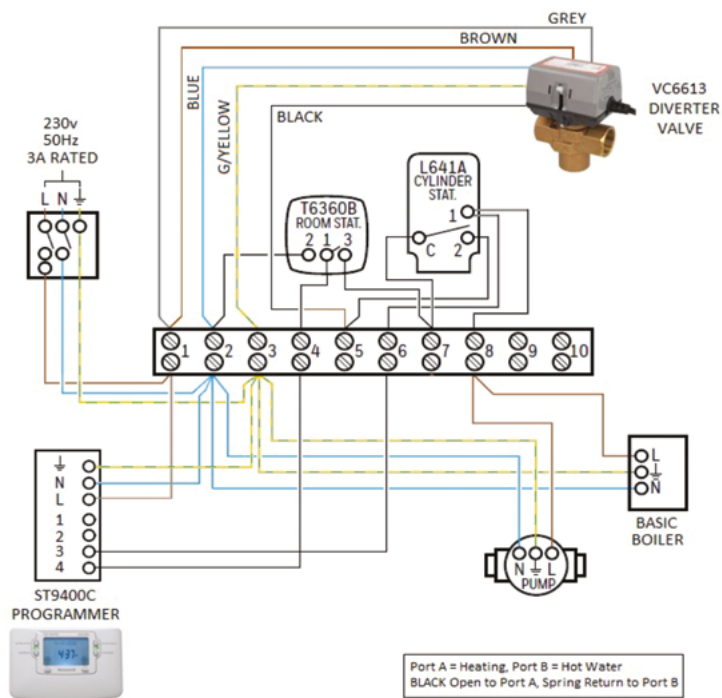 GREY
BROWN
BLUE
G/YELLOW
BLACK
VC6613
DIVERTER
VALVE
230v
50Hz
3A RATED
L N
T6360B
ROOM STAT.
2 1 3
L641A
CYLINDER
STAT.
1
C 2
1 2 3 4 5 6 7 8 9 10
N
L
1
2
3
4
ST9400C
PROGRAMMER
L
N
BASIC
BOILER
N L
PUMP
Port A = Heating, Port B = Hot Water
BLACK Open to Port A, Spring Return to Port B